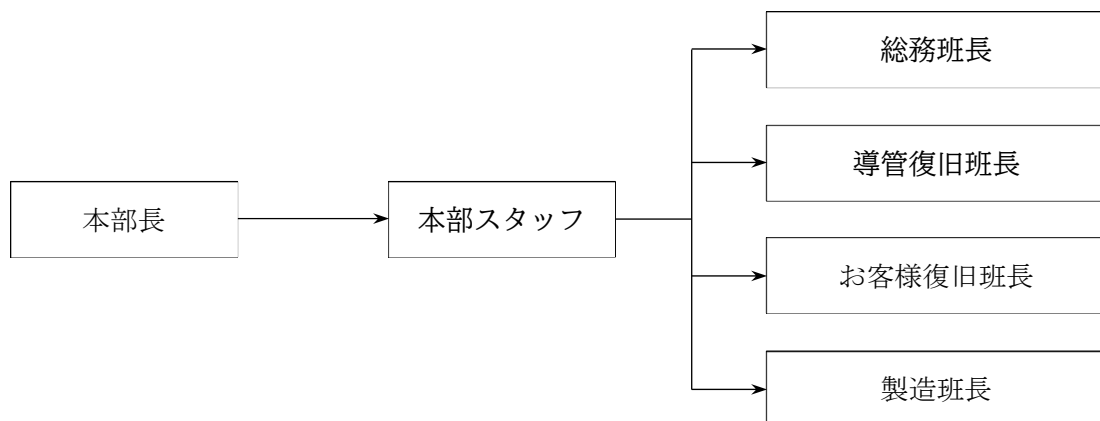 本部長
本部スタッフ
総務班長
導管復旧班長
お客様復旧班長
製造班長